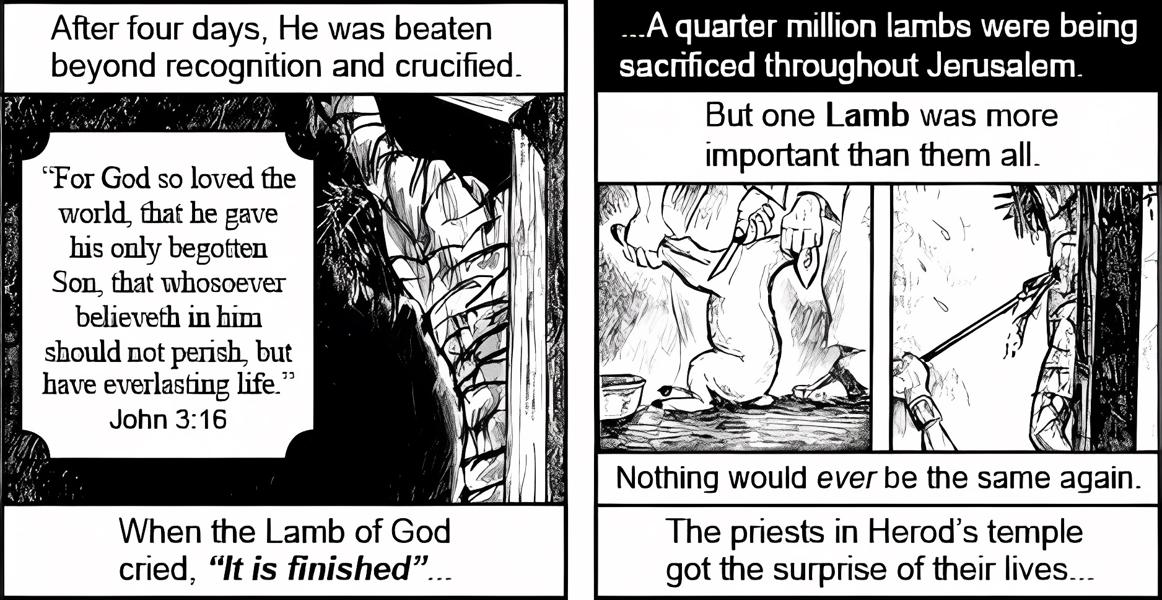 After four days, He was beaten
beyond recognition and crucified.
“For God so loved the
world, that he gave
his only begotten
Son, that whosoever
believeth in him
should not perish, but
have everlasting life.”
John 3:16
When the Lamb of God
cried, “It is finished”...
...A quarter million lambs were being
sacrificed throughout Jerusalem.
But one Lamb was more
important than them all.
Nothing would ever be the same again.
The priests in Herod’s temple
got the surprise of their lives...